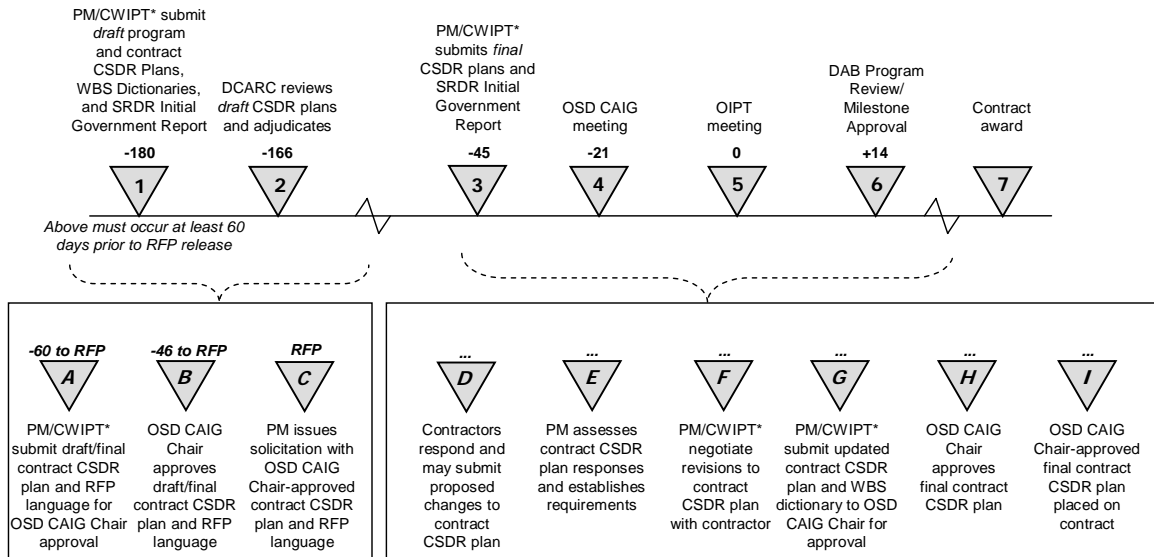 PM/CWIPT* submit
draft program
and contract
CSDR Plans,
WBS Dictionaries,
and SRDR Initial
Government Report
-180
1
DCARC reviews
draft CSDR plans
and adjudicates
-166
2
PM/CWIPT*
submits final
CSDR plans and
SRDR Initial
Government
Report
-45
3
OSD CAIG
meeting
-21
4
OIPT
meeting
0
5
DAB Program
Review/
Milestone
Approval
+14
6
Contract
award
7
Above must occur at least 60
days prior to RFP release
-60 to RFP
A
PM/CWIPT*
submit draft/final
contract CSDR
plan and RFP
language for
OSD CAIG Chair
approval
-46 to RFP
B
OSD CAIG
Chair
approves
draft/final
contract CSDR
plan and RFP
language
RFP
C
PM issues
solicitation with
OSD CAIG
Chair-approved
contract CSDR
plan and RFP
language
...
D
Contractors
respond and
may submit
proposed
changes to
contract
CSDR plan
...
E
PM assesses
contract CSDR
plan responses
and establishes
requirements
...
F
PM/CWIPT*
negotiate
revisions to
contract
CSDR plan
with contractor
...
G
PM/CWIPT*
submit updated
contract CSDR
plan and WBS
dictionary to OSD
CAIG Chair for
approval
...
H
OSD CAIG
Chair
approves
final contract
CSDR plan
...
I
OSD CAIG
Chair-approved
final contract
CSDR plan
placed on
contract